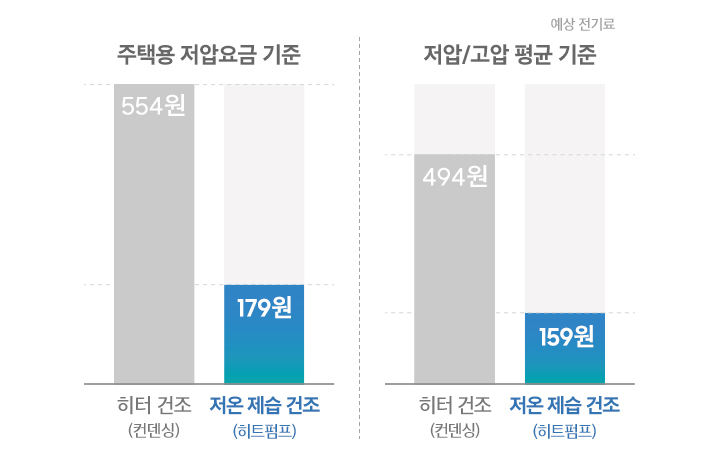 예상 전기료
주택용 저압요금 기준
554원
179원
히터 건조
(컨덴싱)
저온 제습 건조
(히트펌프)
저압/고압 평균 기준
494원
159원
히터 건조
(컨덴싱)
저온 제습 건조
(히트펌프)